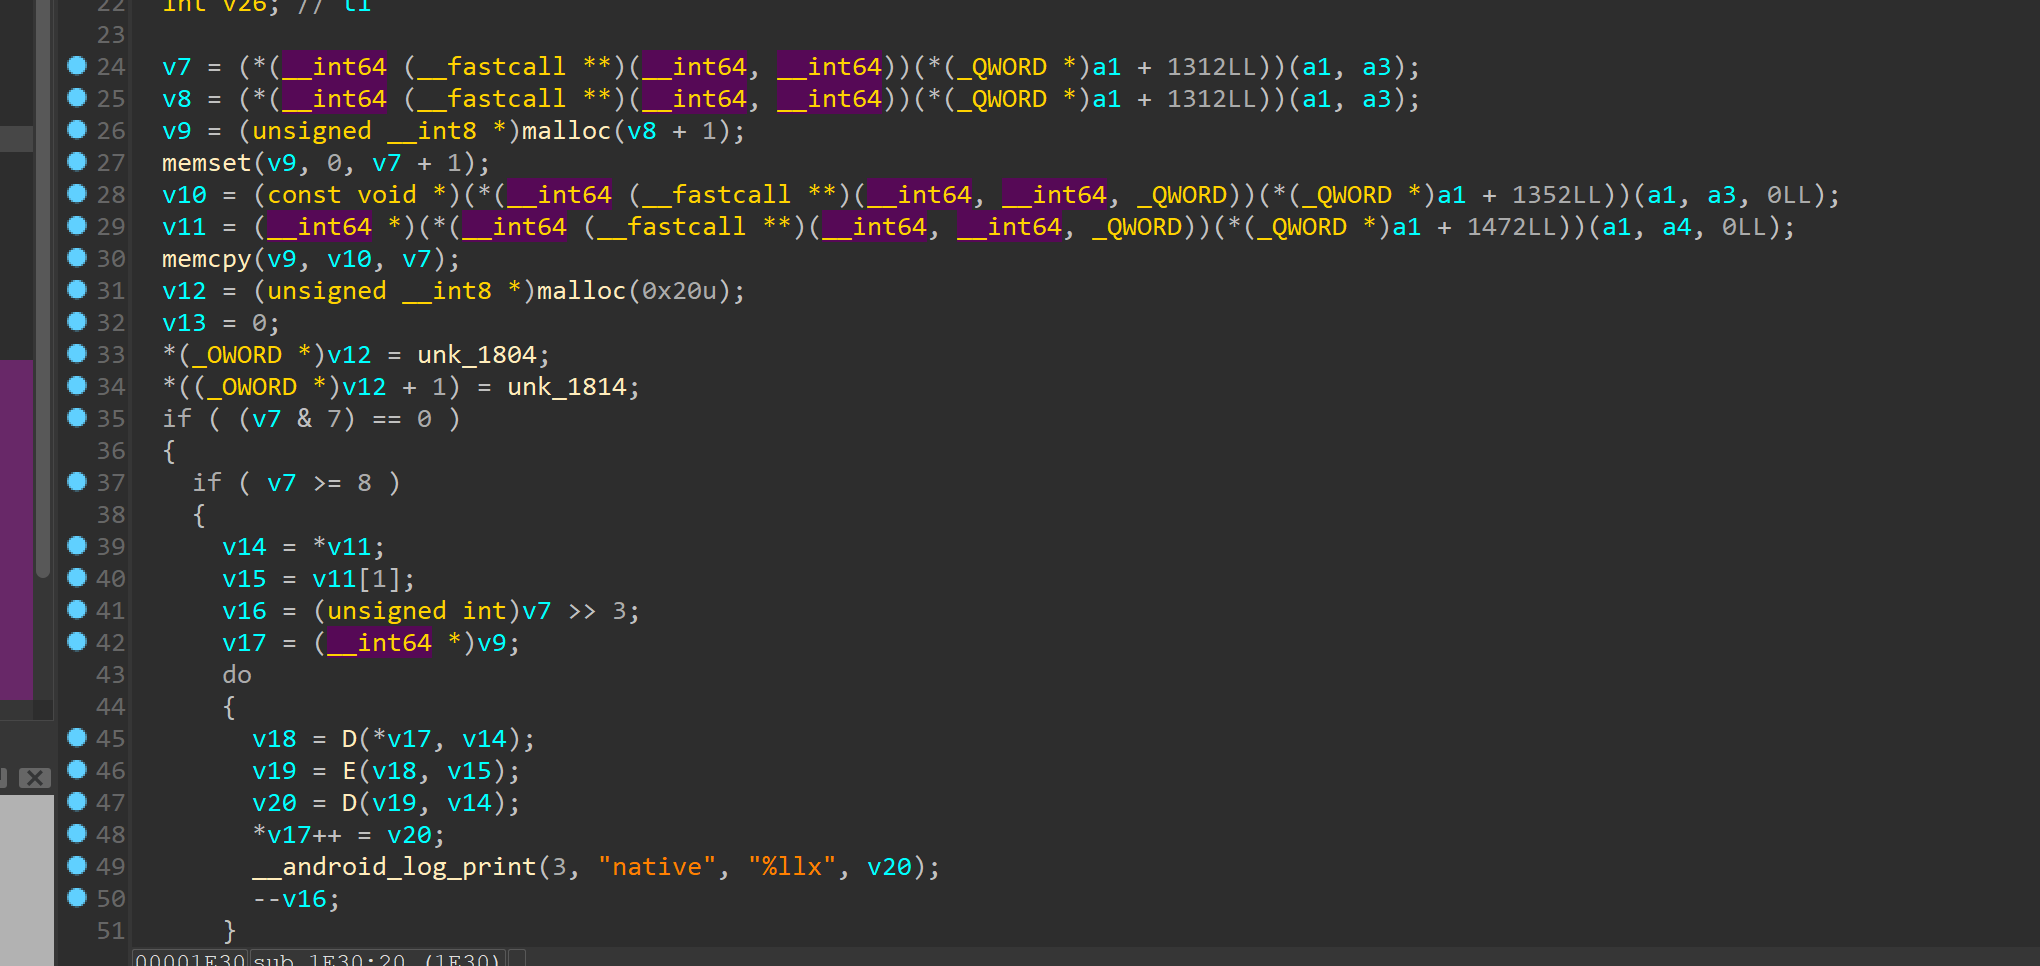 22 int v26; // t1
23
24 v7 = (*(__int64 (__fastcall **)(__int64, __int64))(*(_QWORD *)a1 + 1312LL))(a1, a3);
25 v8 = (*(__int64 (__fastcall **)(__int64, __int64))(*(_QWORD *)a1 + 1312LL))(a1, a3);
26 v9 = (unsigned __int8 *)malloc(v8 + 1);
27 memset(v9, 0, v7 + 1);
28 v10 = (const void *)(*(__int64 (__fastcall **)(__int64, __int64, _QWORD))(*(_QWORD *)a1 + 1352LL))(a1, a3, 0LL);
29 v11 = (__int64 *)(*(__int64 (__fastcall **)(__int64, __int64, _QWORD))(*(_QWORD *)a1 + 1472LL))(a1, a4, 0LL);
30 memcpy(v9, v10, v7);
31 v12 = (unsigned __int8 *)malloc(0x20u);
32 v13 = 0;
33 *(_OWORD *)v12 = unk_1804;
34 *((_OWORD *)v12 + 1) = unk_1814;
35 if ( (v7 & 7) == 0 )
36 {
37 if ( v7 >= 8 )
38 {
39 v14 = *v11;
40 v15 = v11[1];
41 v16 = (unsigned int)v7 >> 3;
42 v17 = (__int64 *)v9;
43 do
44 {
45 v18 = D(*v17, v14);
46 v19 = E(v18, v15);
47 v20 = D(v19, v14);
48 *v17++ = v20;
49 __android_log_print(3, "native", "%llx", v20);
50 --v16;
51 }
00001E30 sub_1E30:20 (1E30)